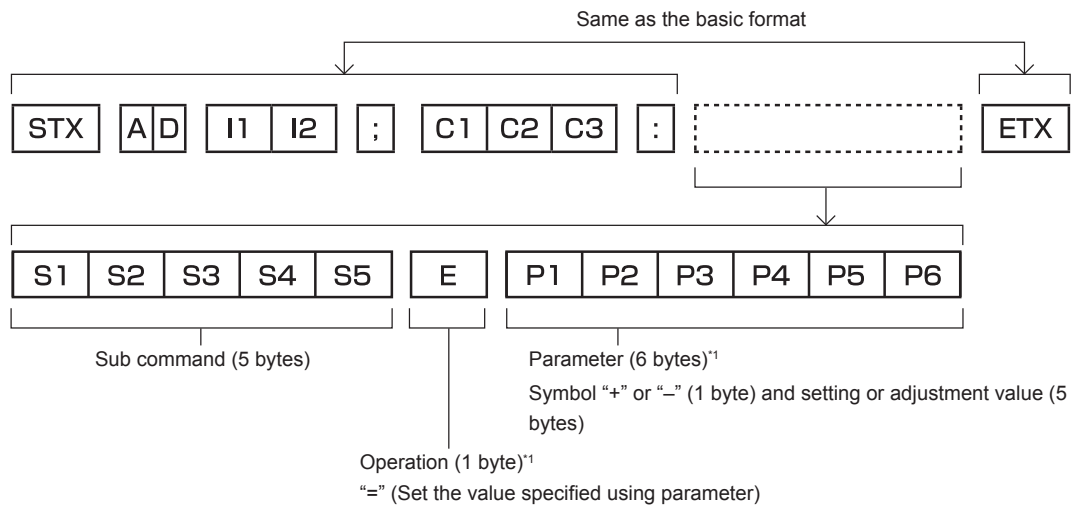 Same as the basic format
STX A D I1 I2 ; C1 C2 C3 : ETX
S1 S2 S3 S4 S5 E P1 P2 P3 P4 P5 P6
Sub command (5 bytes)
Parameter (6 bytes)*1
Symbol “+” or “–” (1 byte) and setting or adjustment value (5
bytes)
Operation (1 byte)*1
“=” (Set the value specified using parameter)